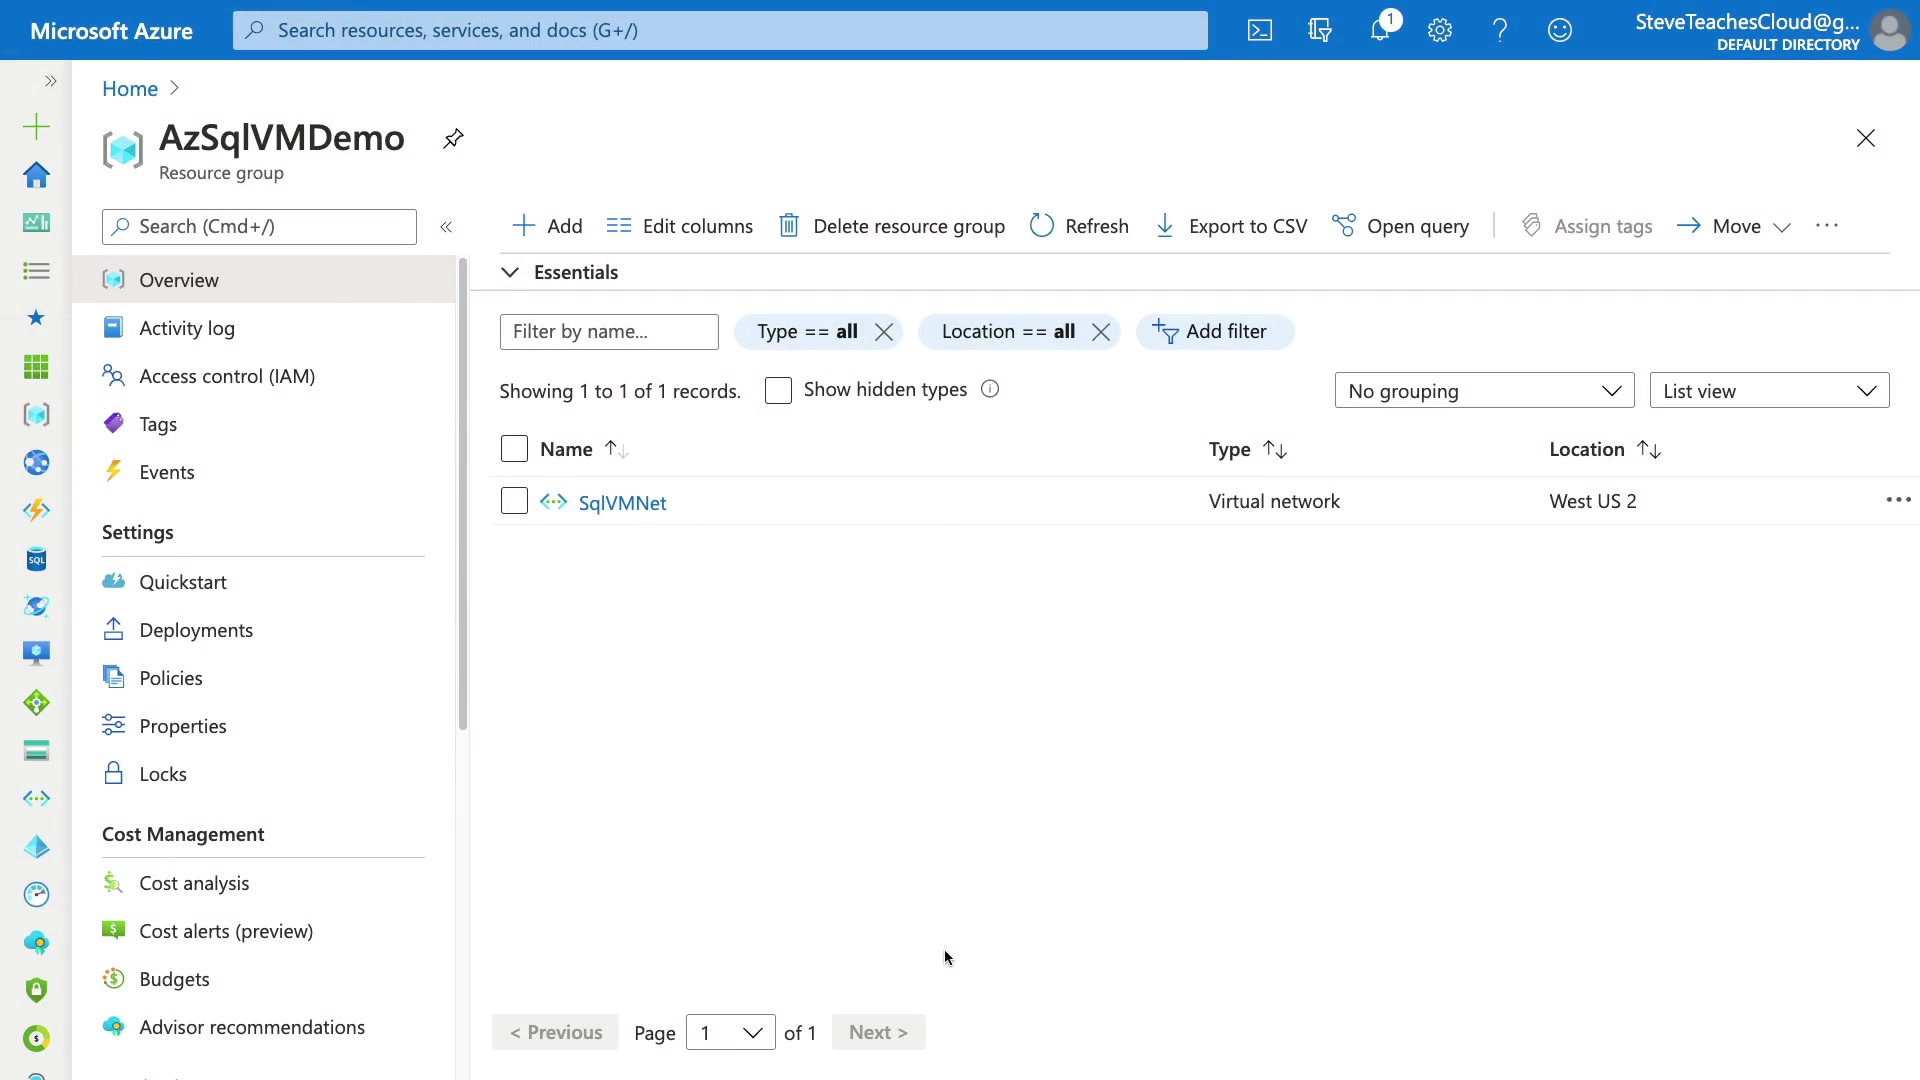 Microsoft Azure
Search resources, services, and docs (G+/)
1
SteveTeachesCloud@g...
DEFAULT DIRECTORY
Home
AzSqlVMDemo
Resource group
Search (Cmd+/)
Add
Edit columns
Delete resource group
Refresh
Export to CSV
Open query
Assign tags
Move
Essentials
Overview
Activity log
Access control (IAM)
Tags
Events
Settings
Quickstart
Deployments
Policies
Properties
Locks
Cost Management
Cost analysis
Cost alerts (preview)
Budgets
Advisor recommendations
Filter by name...
Type == all
Location == all
Add filter
Showing 1 to 1 of 1 records.
Show hidden types
No grouping
List view
Name
Type
Location
SqlVMNet
Virtual network
West US 2
< Previous
Page
1
of 1
Next >
SQL